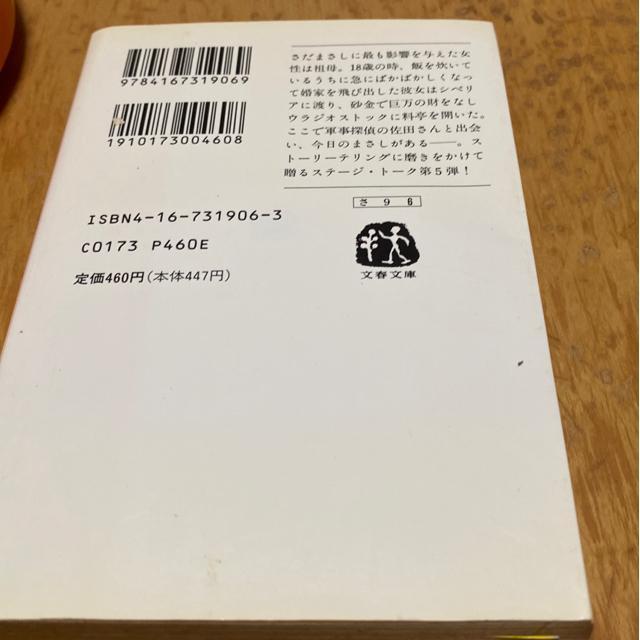 さだまさしに最も影響を与えた女
性は祖母。18歳の時、飯を炊いて
いるうちに急にばかばかしくなっ
て婚家を飛び出した彼女はシベリ
アに渡り、砂金で巨万の財をなし
ウラジオストックに料亭を開いた。
ここで軍事探偵の佐田さんと出会
い、今日のまさしがある──。ス
トーリーテリングに磨きをかけて
贈るステージ・トーク第5弾！
9784167319069
1910173004608
ISBN4-16-731906-3
C0173 P460E
定価460円(本体447円)
さ 9 6
文春文庫